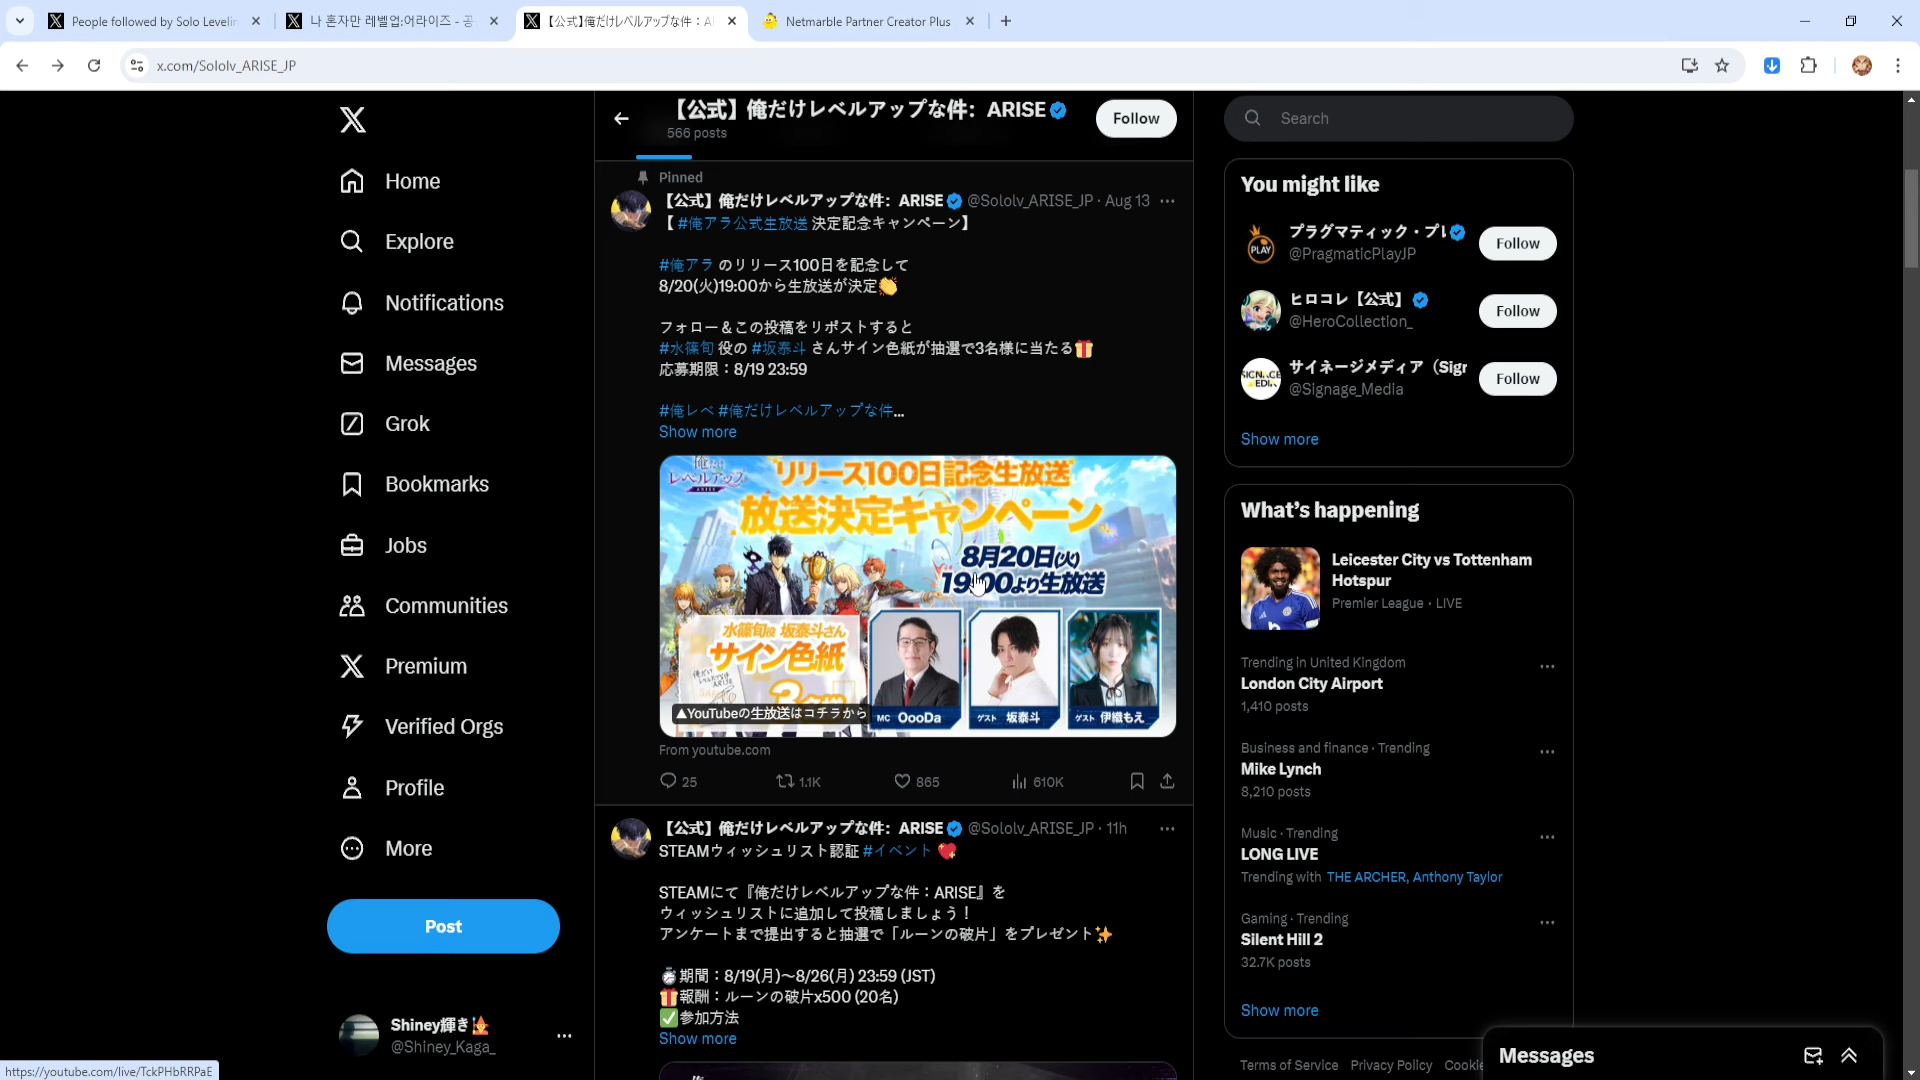 People followed by Solo Levelin
나 혼자만 레벨업:어라이즈 - 공
【公式】俺だけレベルアップな件：A
Netmarble Partner Creator Plus
x.com/Sololv_ARISE_JP
Home
Explore
Notifications
Messages
Grok
Bookmarks
Jobs
Communities
Premium
Verified Orgs
Profile
More
Post
Shiney輝き
@Shiney_Kaga_
https://youtube.com/live/TckPHbRRPaE
【公式】俺だけレベルアップな件：ARISE
566 posts
Follow
Pinned
【公式】俺だけレベルアップな件：ARISE @Sololv_ARISE_JP · Aug 13
【 #俺アラ公式生放送 決定記念キャンペーン】
#俺アラ のリリース100日を記念して
8/20(火)19:00から生放送が決定👏
フォロー＆この投稿をリポストすると
#水篠旬 役の #坂泰斗 さんサイン色紙が抽選で3名様に当たる🎁
応募期限：8/19 23:59
#俺レベ #俺だけレベルアップな件...
Show more
俺だけ
レベルアップな件
ARISE
リリース100日記念生放送
放送決定キャンペーン
8月20日(火)
19:00より生放送
水篠旬役 坂泰斗さん
サイン色紙
3名様
▲YouTubeの生放送はコチラから
MC OooDa
ゲスト 坂泰斗
ゲスト 伊織もえ
From youtube.com
25
1.1K
865
610K
【公式】俺だけレベルアップな件：ARISE @Sololv_ARISE_JP · 11h
STEAMウィッシュリスト認証 #イベント 💖
STEAMにて『俺だけレベルアップな件：ARISE』を
ウィッシュリストに追加して投稿しましょう！
アンケートまで提出すると抽選で「ルーンの破片」をプレゼント✨
⏱期間：8/19(月)～8/26(月) 23:59 (JST)
🎁報酬：ルーンの破片x500 (20名)
✅参加方法
Show more
Search
You might like
プラグマティック・プレ
@PragmaticPlayJP
Follow
ヒロコレ【公式】
@HeroCollection_
Follow
サイネージメディア（Sigr
@Signage_Media
Follow
Show more
What's happening
Leicester City vs Tottenham
Hotspur
Premier League · LIVE
Trending in United Kingdom
London City Airport
1,410 posts
Business and finance · Trending
Mike Lynch
8,210 posts
Music · Trending
LONG LIVE
Trending with THE ARCHER, Anthony Taylor
Gaming · Trending
Silent Hill 2
32.7K posts
Show more
Terms of Service Privacy Policy Cookie
Messages